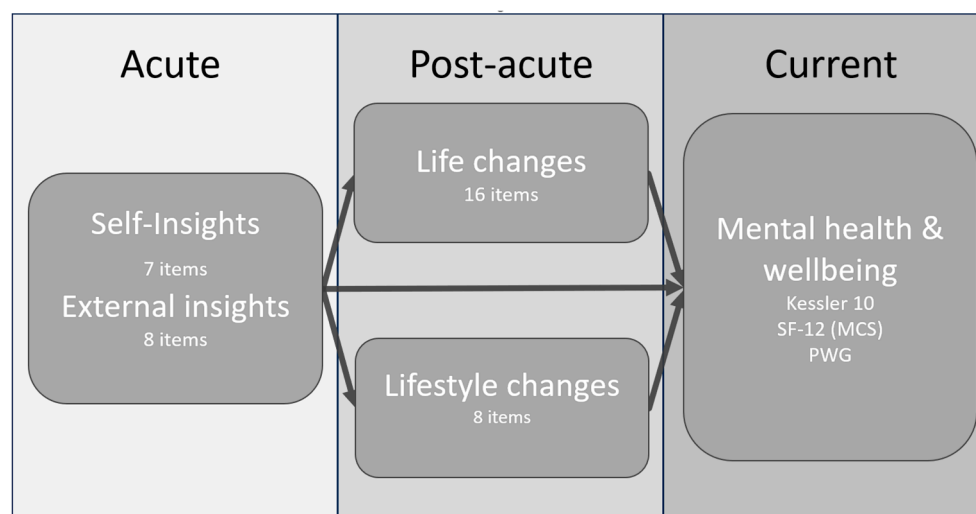 Acute
Post-acute
Current
Self-Insights
7 items
External insights
8 items
Life changes
16 items
Lifestyle changes
8 items
Mental health &
wellbeing
Kessler 10
SF-12 (MCS)
PWG